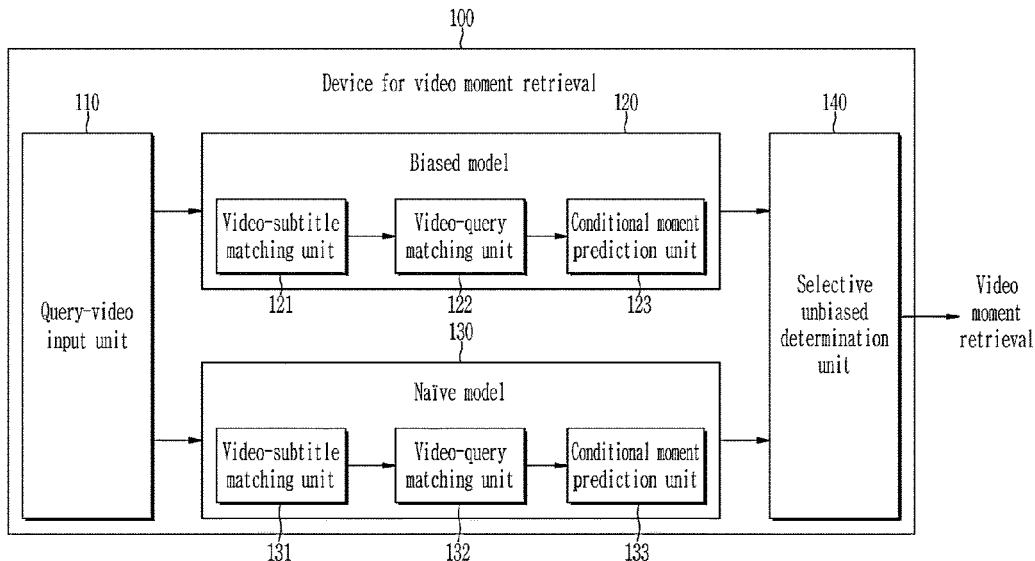 100
Device for video moment retrieval
110
120
140
Biased model
Video-subtitle
matching unit
Video-query
matching unit
Conditional moment
prediction unit
121
122
123
Query-video
input unit
Selective
unbiased
determination
unit
Video
moment
retrieval
130
Naïve model
Video-subtitle
matching unit
Video-query
matching unit
Conditional moment
prediction unit
131
132
133